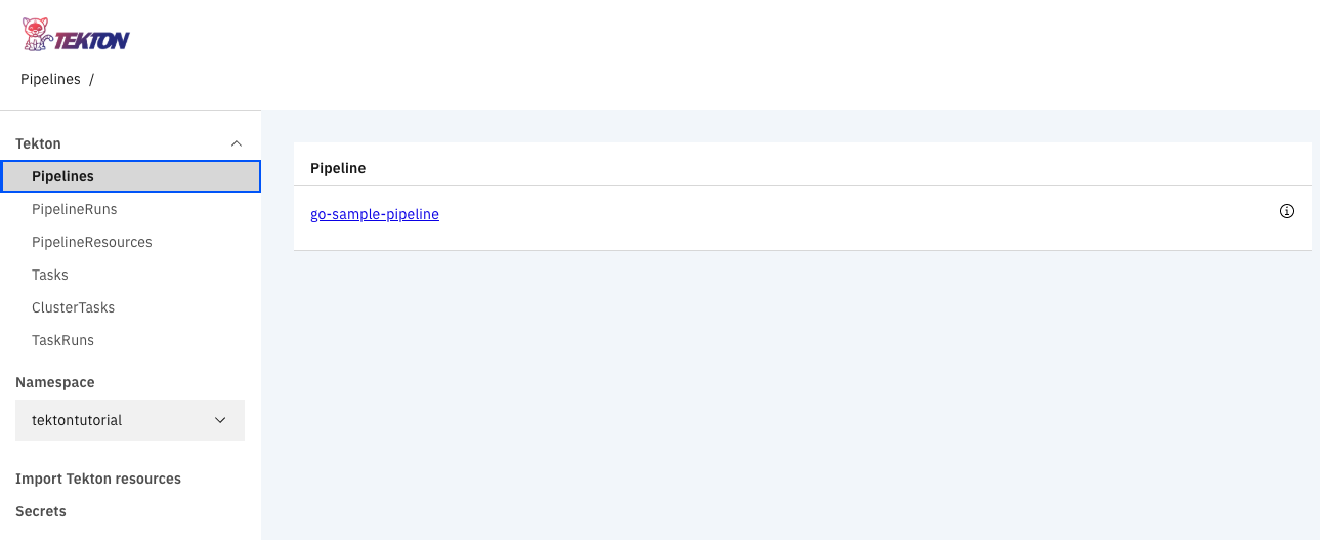 TEKTON
Pipelines /
Tekton
Pipelines
PipelineRuns
PipelineResources
Tasks
ClusterTasks
TaskRuns
Namespace
tektontutorial
Import Tekton resources
Secrets
Pipeline
go-sample-pipeline